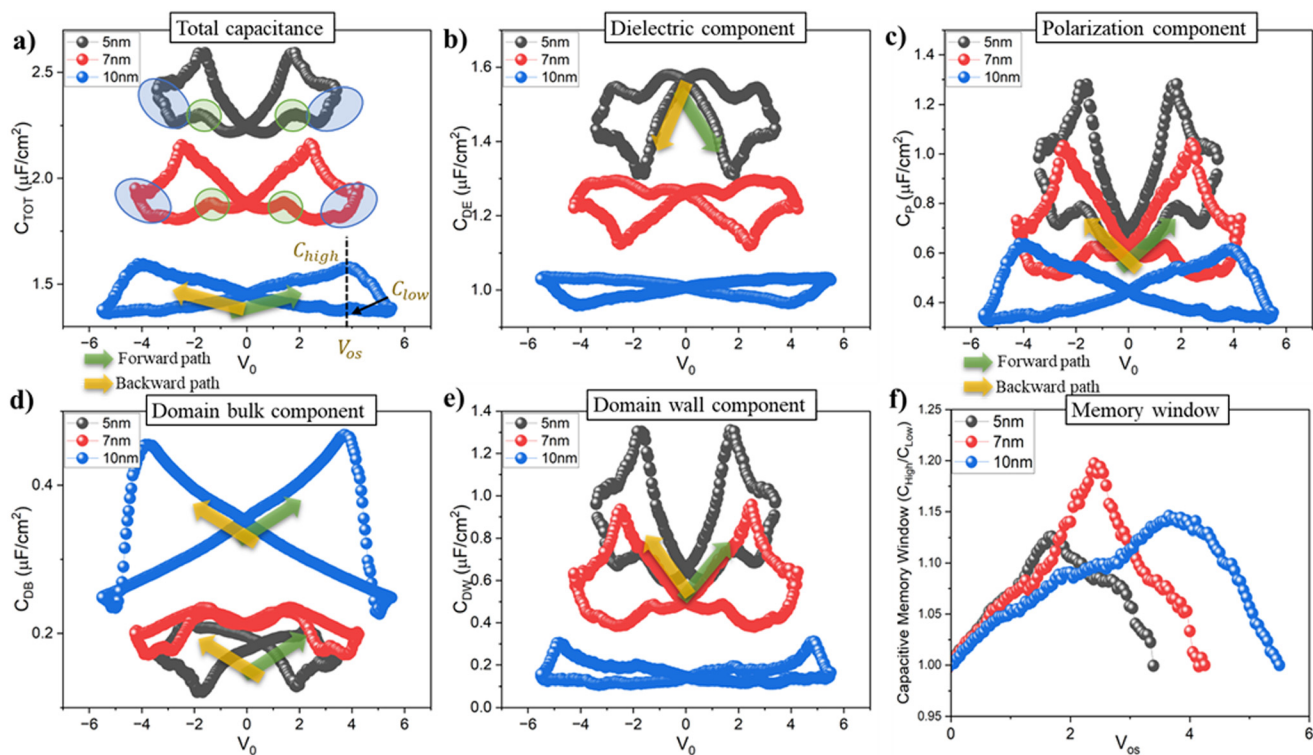 a) Total capacitance
5nm
7nm
10nm
C_TOT (μF/cm²)
2.5
2.0
1.5
C_high
C_low
V_os
−6 −4 −2 0 2 4 6
V_0
Forward path
Backward path
b) Dielectric component
5nm
7nm
10nm
C_DE (μF/cm²)
1.6
1.4
1.2
1.0
−6 −4 −2 0 2 4 6
V_0
c) Polarization component
5nm
7nm
10nm
C_P (μF/cm²)
1.4
1.2
1.0
0.8
0.6
0.4
−6 −4 −2 0 2 4 6
V_0
Forward path
Backward path
d) Domain bulk component
5nm
7nm
10nm
C_DB (μF/cm²)
0.4
0.2
−6 −4 −2 0 2 4 6
V_0
e) Domain wall component
5nm
7nm
10nm
C_DW (μF/cm²)
1.4
1.2
1.0
0.8
0.6
0.4
0.2
0.0
−6 −4 −2 0 2 4 6
V_0
f) Memory window
5nm
7nm
10nm
Capacitive Memory Window (C_High/C_Low)
1.25
1.20
1.15
1.10
1.05
1.00
0.95
0 2 4 6
V_os